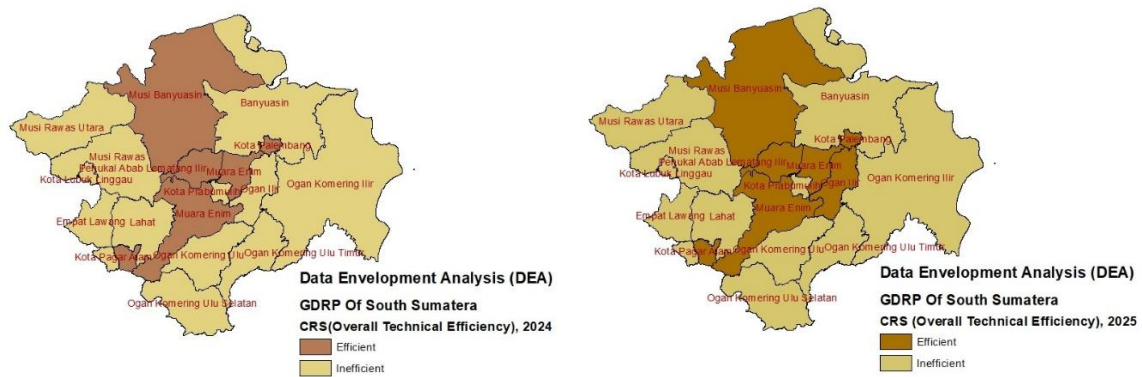 Musi Banyuasin
Banyuasin
Musi Rawas Utara
Kota Palembang
Musi Rawas
Penukal Abab Lematang Ilir
Muara Enim
Kota Lubuk Linggau
Ogan Ilir
Ogan Komering Ilir
Kota Prabumulih
Muara Enim
Empat Lawang
Lahat
Kota Pagar Alam
Ogan Komering Ulu
Ogan Komering Ulu Timur
Ogan Komering Ulu Selatan
Data Envelopment Analysis (DEA)
GDRP Of South Sumatera
CRS(Overall Technical Efficiency), 2024
Efficient
Inefficient
Musi Banyuasin
Banyuasin
Musi Rawas Utara
Kota Palembang
Musi Rawas
Penukal Abab Lematang Ilir
Muara Enim
Kota Lubuk Linggau
Ogan Ilir
Ogan Komering Ilir
Kota Prabumulih
Muara Enim
Empat Lawang
Lahat
Kota Pagar Alam
Ogan Komering Ulu
Ogan Komering Ulu Timur
Ogan Komering Ulu Selatan
Data Envelopment Analysis (DEA)
GDRP Of South Sumatera
CRS (Overall Technical Efficiency), 2025
Efficient
Inefficient